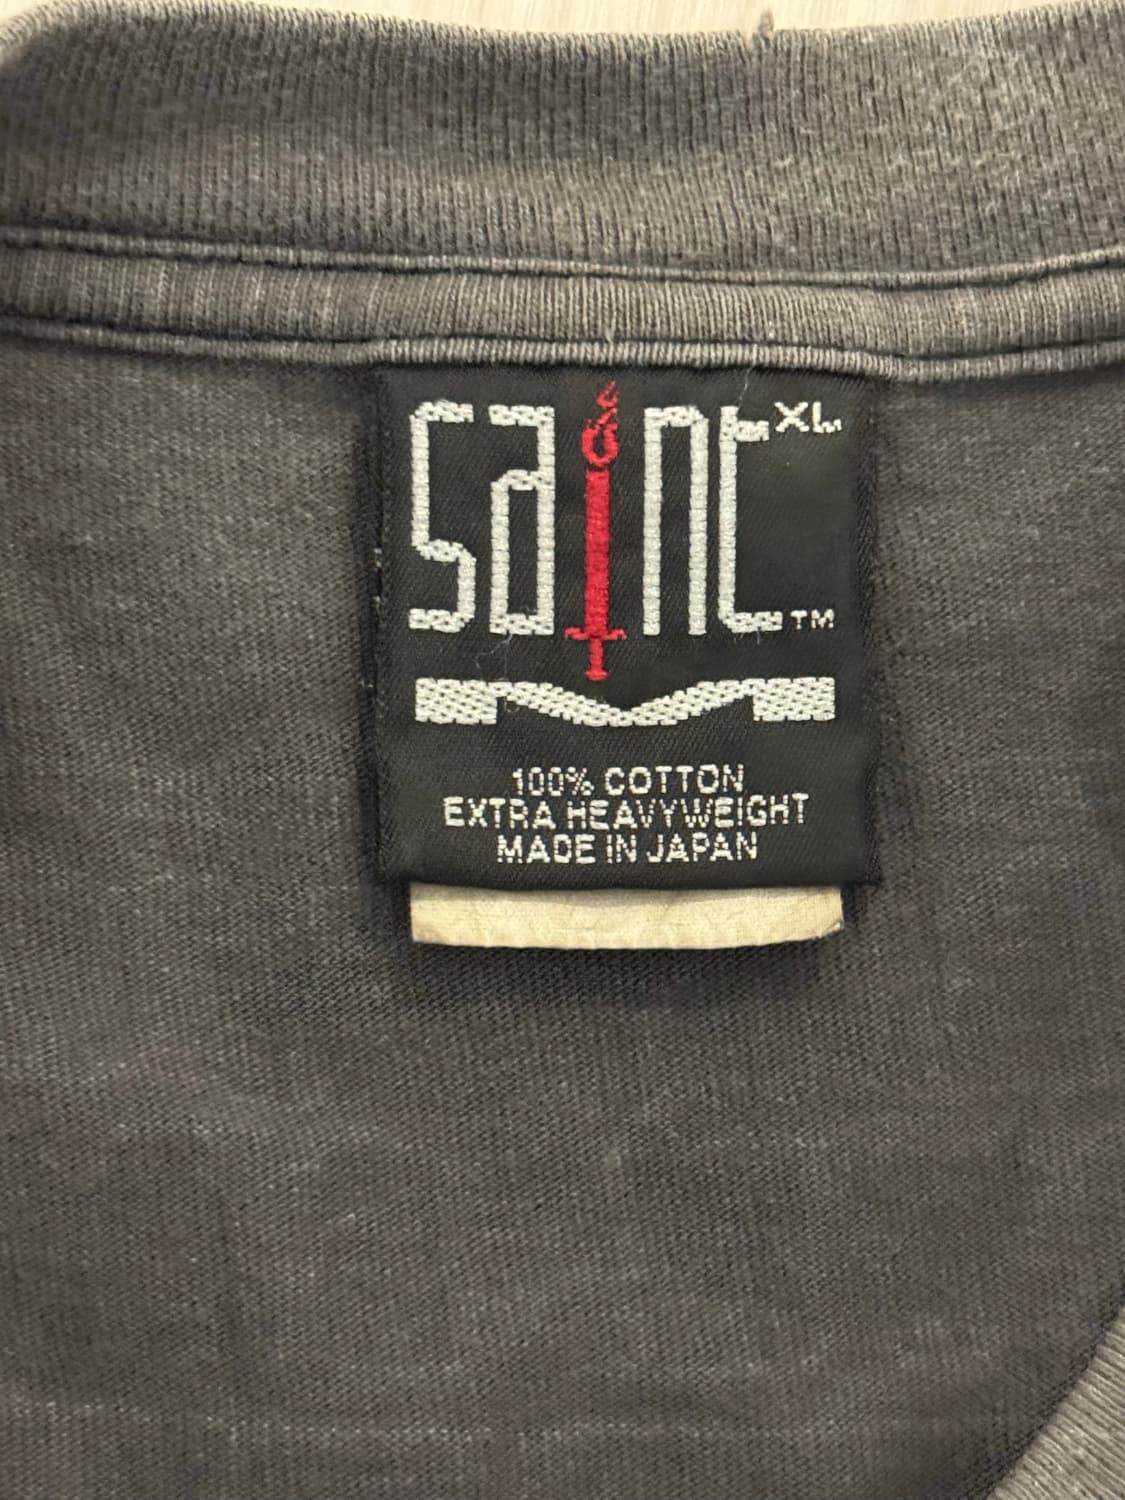 saint XL
TM
100% COTTON
EXTRA HEAVYWEIGHT
MADE IN JAPAN